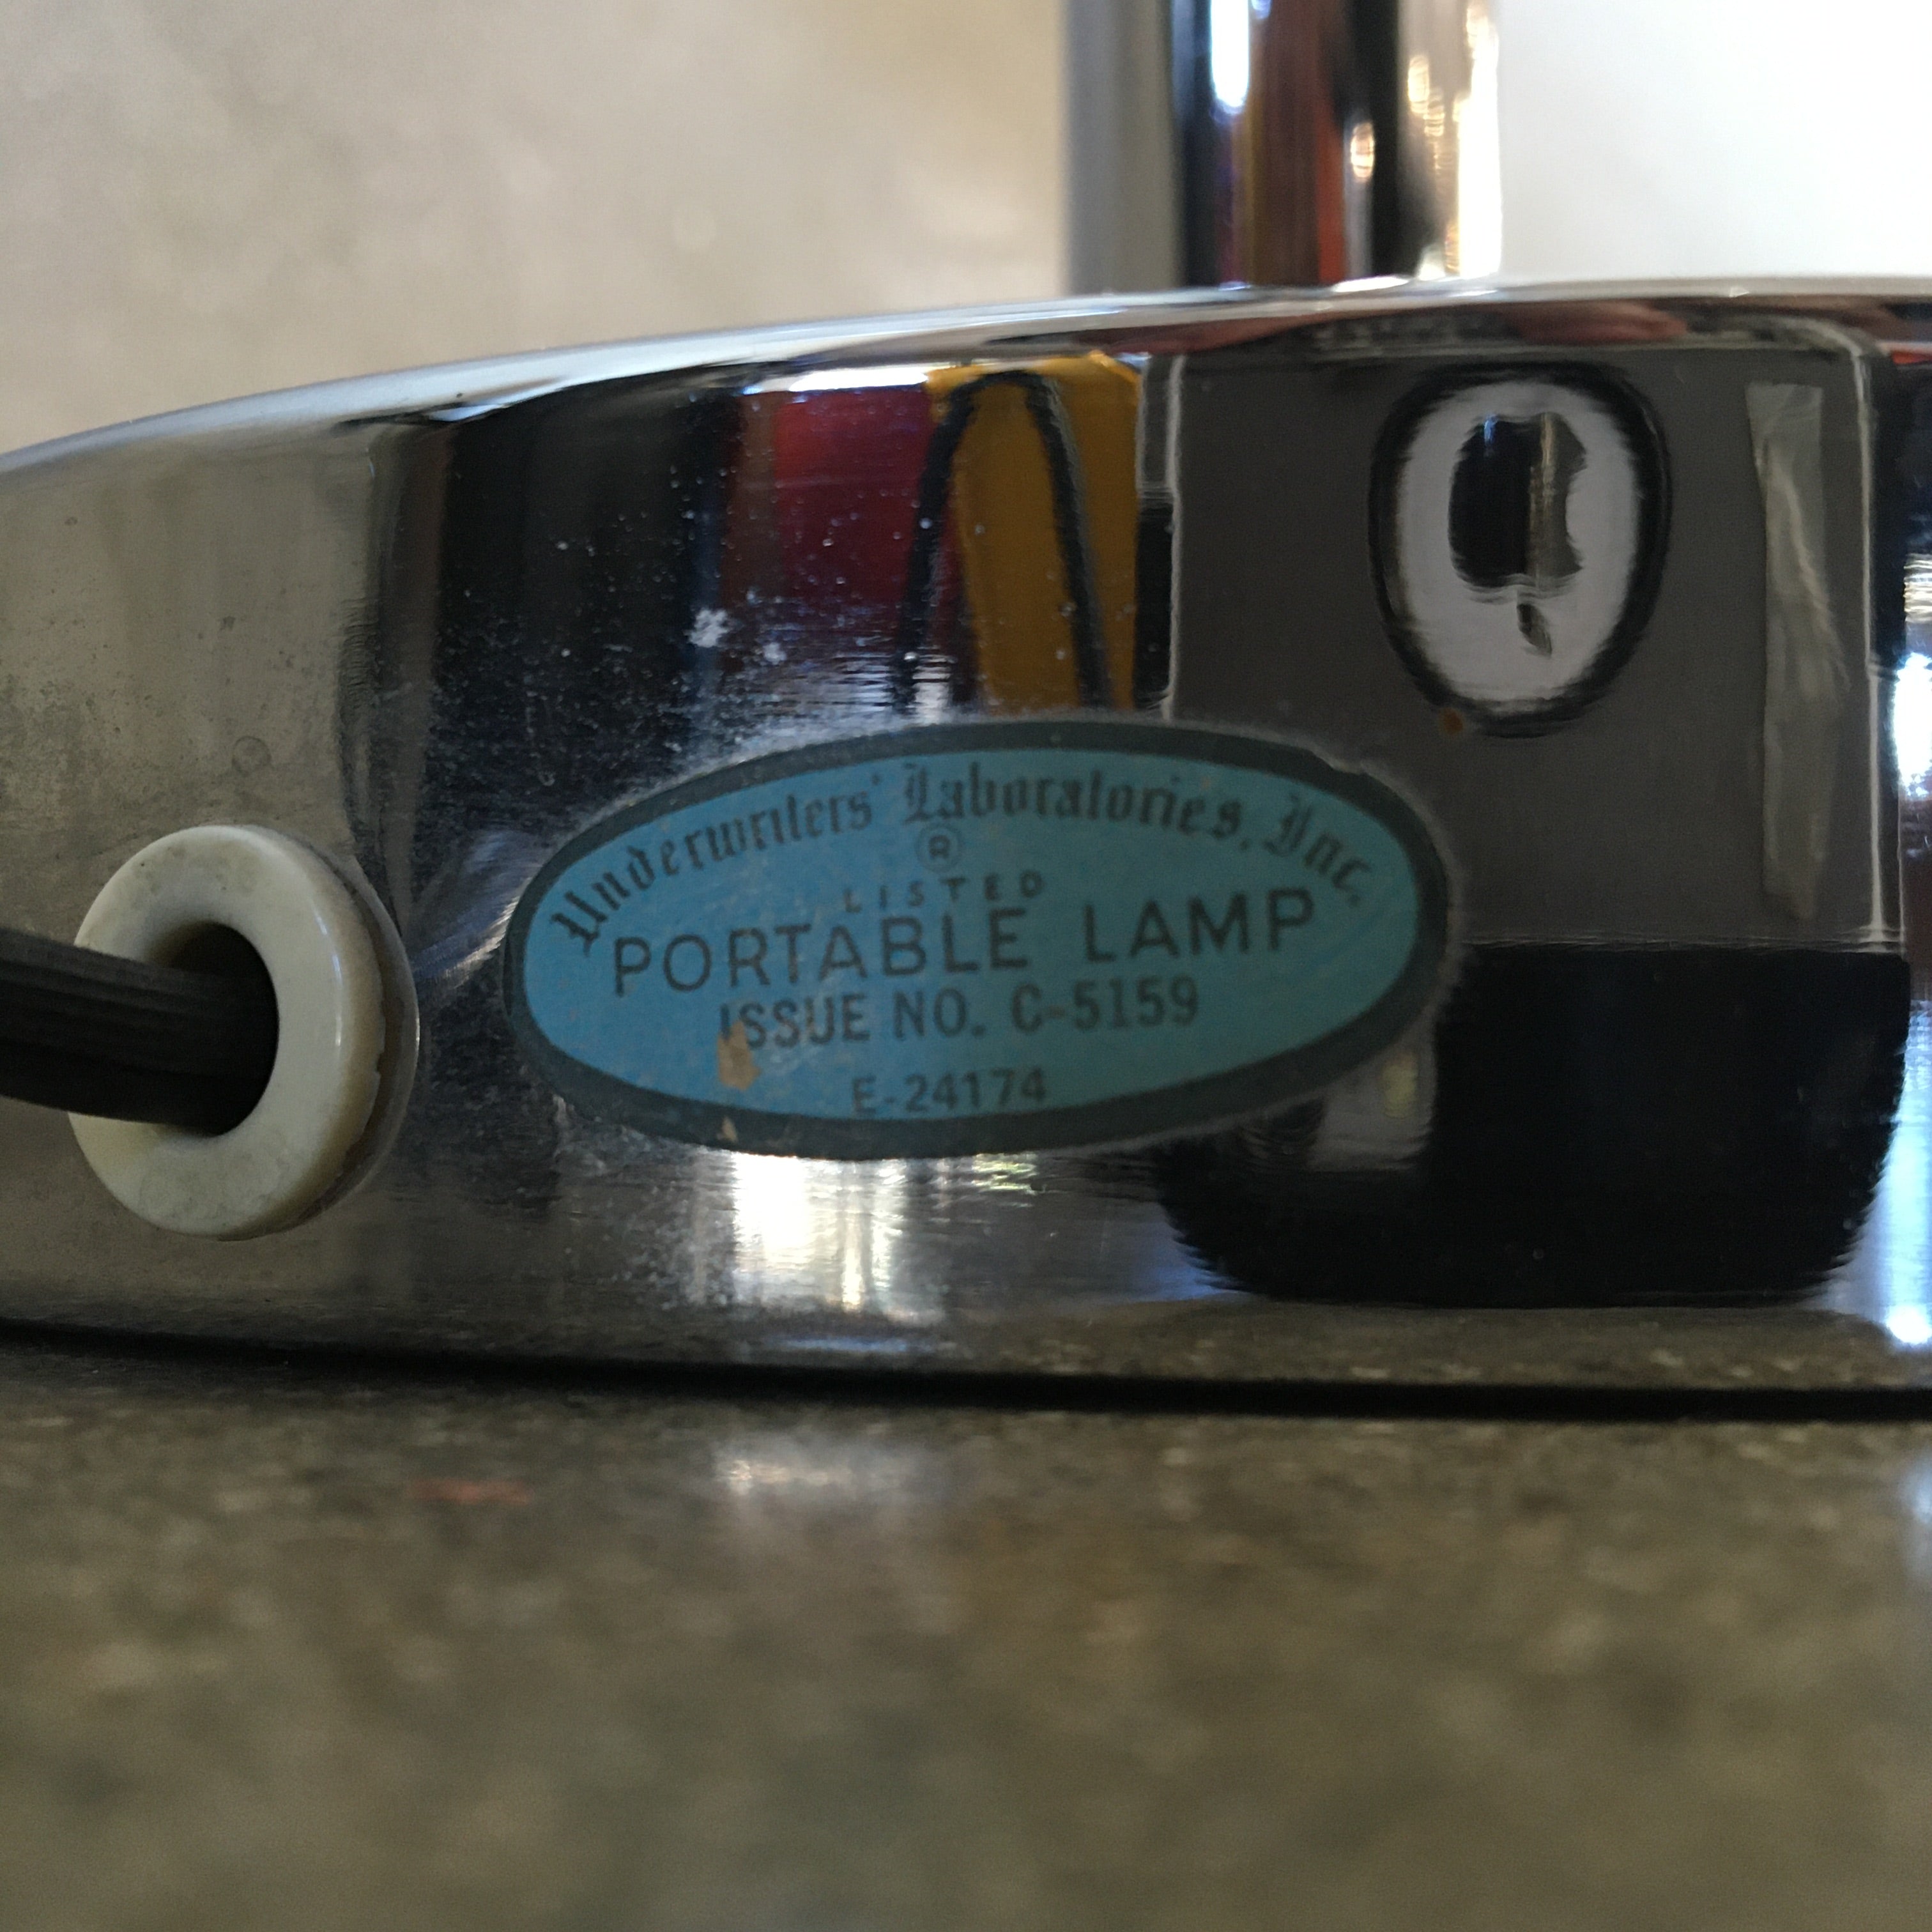 Underwriters' Laboratories, Inc.
®
LISTED
PORTABLE LAMP
ISSUE NO. C-5159
E-24174